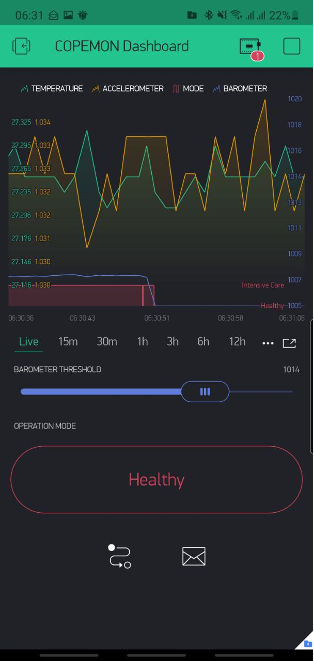 06:31
22%
COPEMON Dashboard
1
TEMPERATURE ACCELEROMETER MODE BAROMETER
1020
27.325 1.034 1018
27.295 1.033 1016
27.265 1.033
27.235 1.032 1014
27.205 1.032 1013
27.176 1.031 1011
27.146 1.030 1009
27.146 1.030 1007
Intensive Care
Healthy 1005
06:30:36 06:30:43 06:30:51 06:30:58 06:31:06
Live 15m 30m 1h 3h 6h 12h
BAROMETER THRESHOLD 1014
OPERATION MODE
Healthy